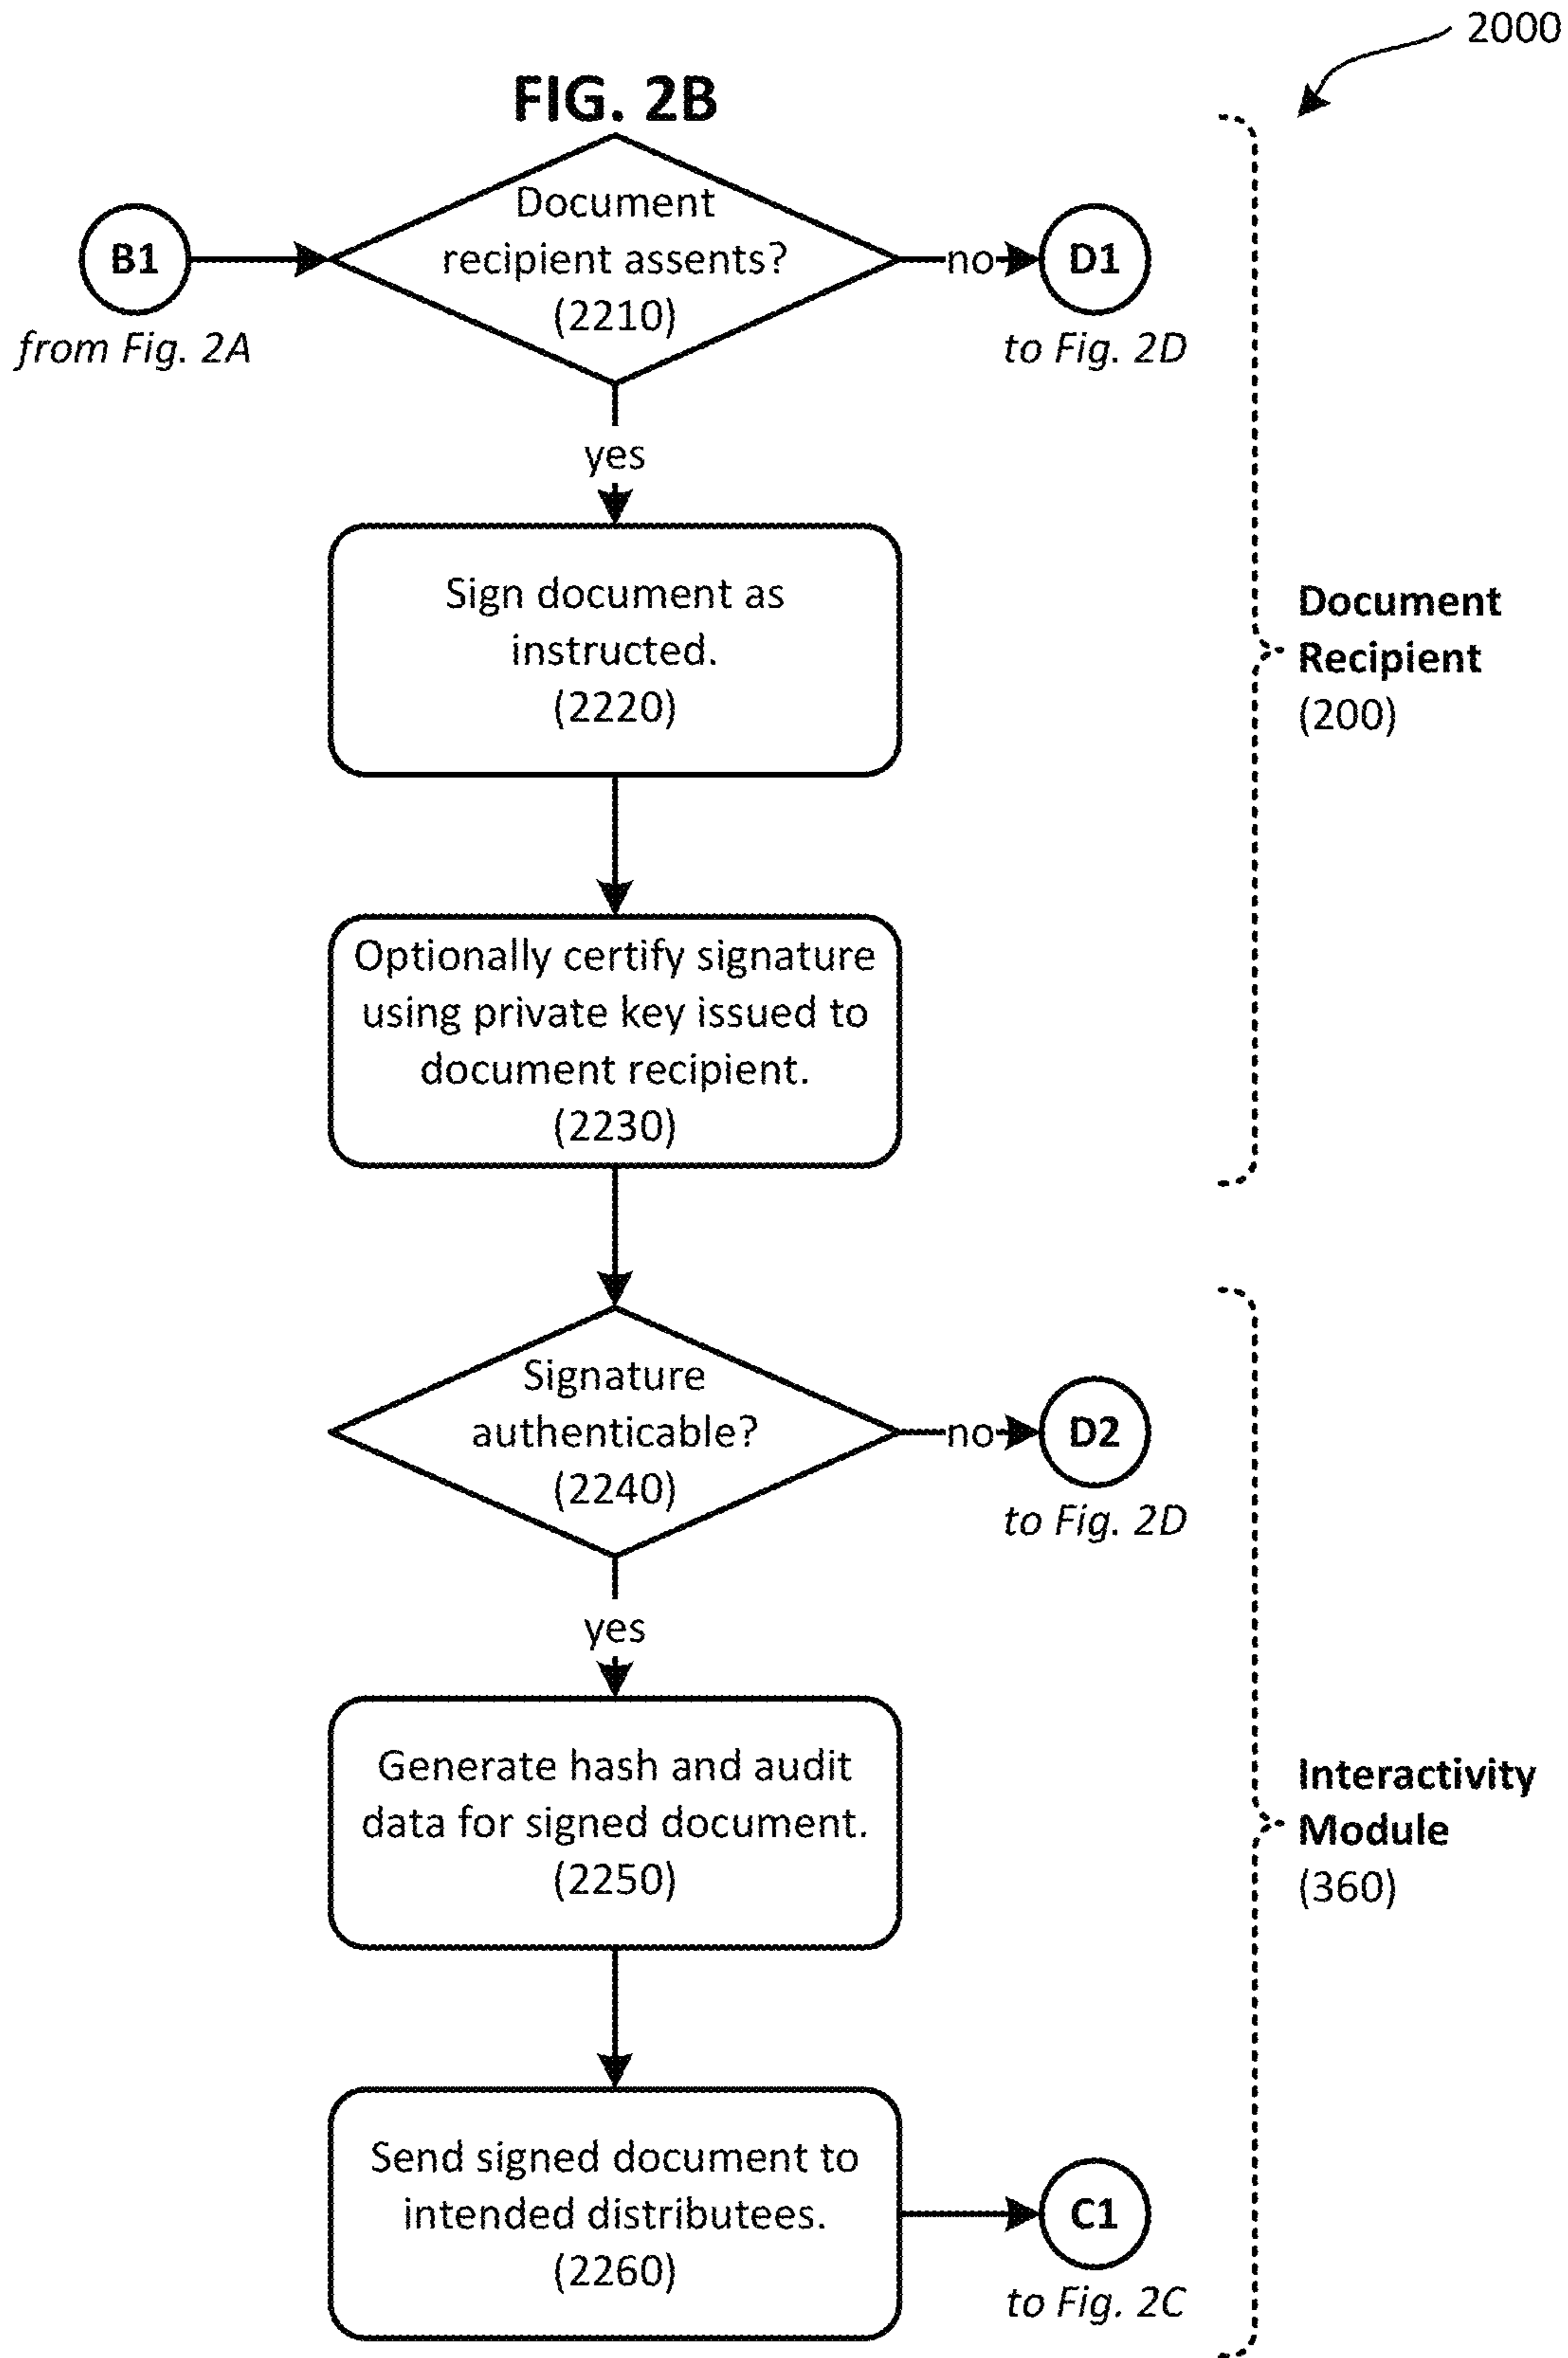 2000
FIG. 2B
Document
recipient assents?
(2210)
B1
from Fig. 2A
no
D1
to Fig. 2D
yes
Sign document as
instructed.
(2220)
Document
Recipient
(200)
Optionally certify signature
using private key issued to
document recipient.
(2230)
Signature
authenticable?
(2240)
no
D2
to Fig. 2D
yes
Generate hash and audit
data for signed document.
(2250)
Interactivity
Module
(360)
Send signed document to
intended distributees.
(2260)
C1
to Fig. 2C